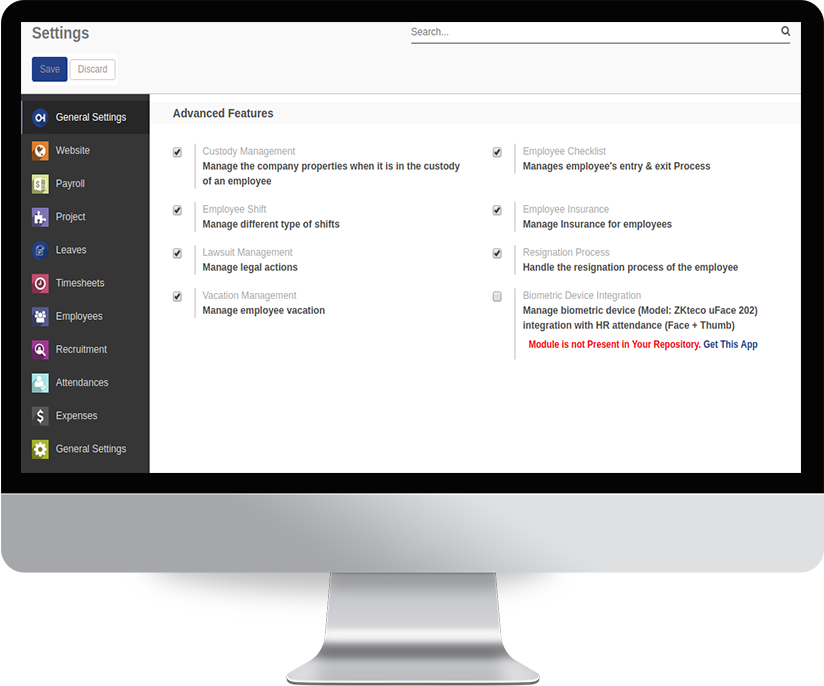 Settings
Search...
Save
Discard
General Settings
Website
Payroll
Project
Leaves
Timesheets
Employees
Recruitment
Attendances
Expenses
General Settings
Advanced Features
Custody Management
Manage the company properties when it is in the custody
of an employee
Employee Checklist
Manages employee's entry & exit Process
Employee Shift
Manage different type of shifts
Employee Insurance
Manage Insurance for employees
Lawsuit Management
Manage legal actions
Resignation Process
Handle the resignation process of the employee
Vacation Management
Manage employee vacation
Biometric Device Integration
Manage biometric device (Model: ZKteco uFace 202)
integration with HR attendance (Face + Thumb)
Module is not Present in Your Repository. Get This App